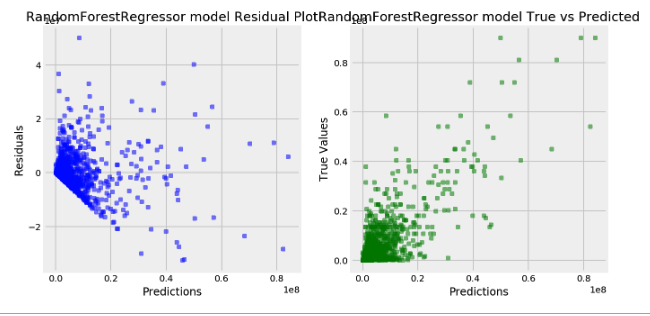 RandomForestRegressor model Residual Plot
RandomForestRegressor model True vs Predicted
4
2
0
−2
Residuals
0.0 0.2 0.4 0.6 0.8
1e8
Predictions
0.8
0.6
0.4
0.2
0.0
True Values
0.0 0.2 0.4 0.6 0.8
1e8
Predictions